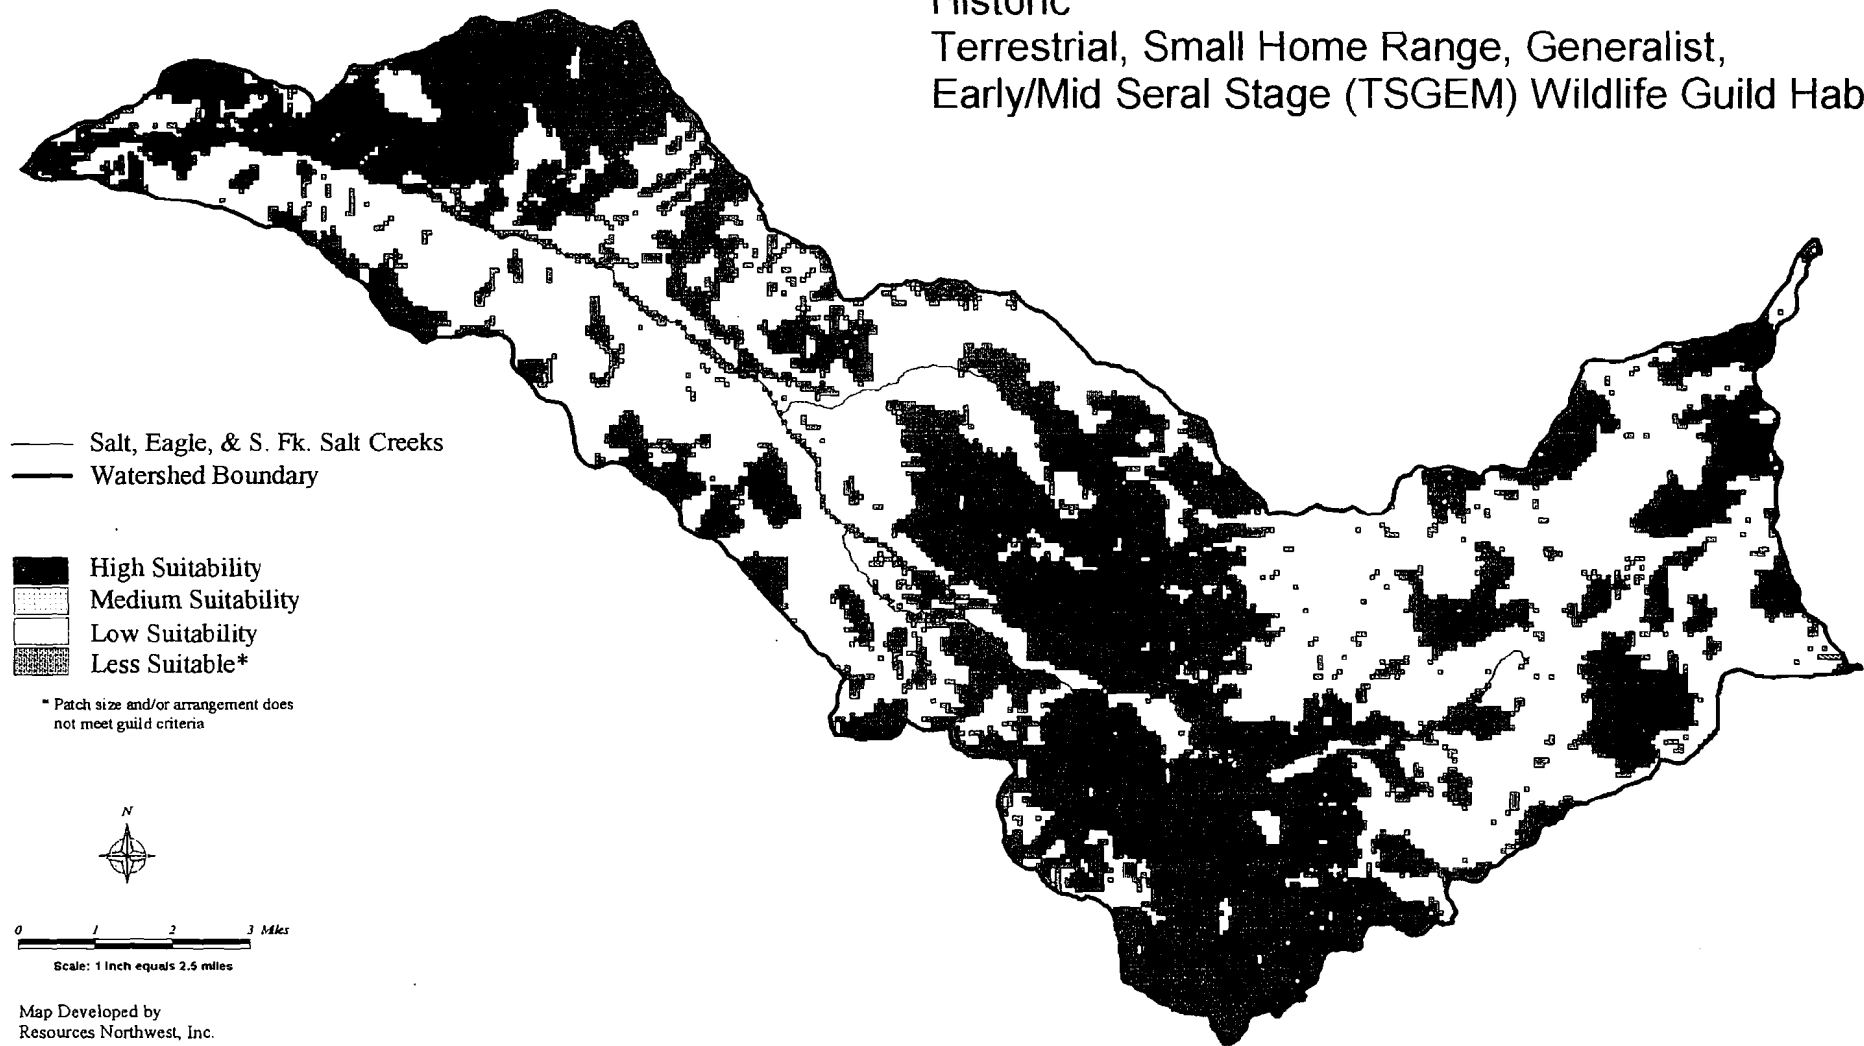 Historic
Terrestrial, Small Home Range, Generalist,
Early/Mid Seral Stage (TSGEM) Wildlife Guild Hab
Salt, Eagle, & S. Fk. Salt Creeks
Watershed Boundary
High Suitability
Medium Suitability
Low Suitability
Less Suitable*
* Patch size and/or arrangement does
not meet guild criteria
N
0 1 2 3 Miles
Scale: 1 inch equals 2.5 miles
Map Developed by
Resources Northwest, Inc.